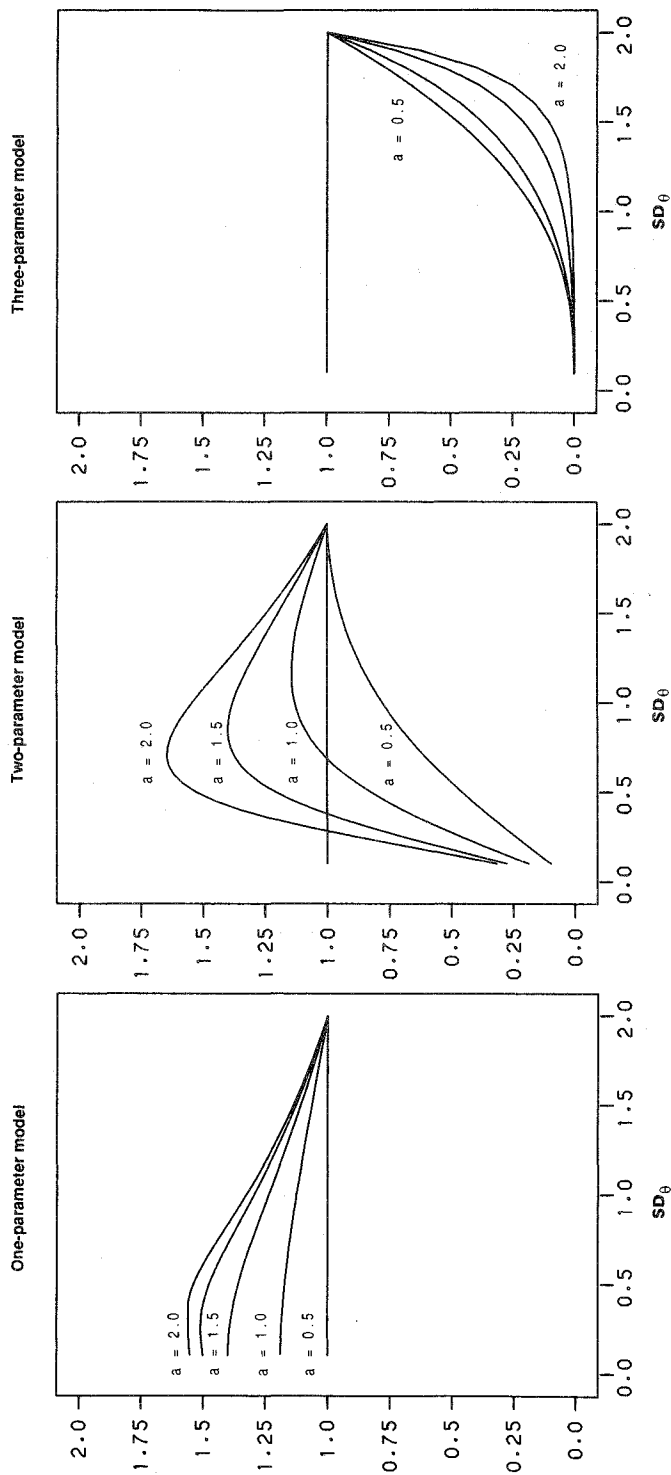 One-parameter model
2.0
1.75
1.5
1.25
1.0
0.75
0.5
0.25
0.0
a = 2.0
a = 1.5
a = 1.0
a = 0.5
0.0 0.5 1.0 1.5 2.0
SDθ
Two-parameter model
2.0
1.75
1.5
1.25
1.0
0.75
0.5
0.25
0.0
a = 2.0
a = 1.5
a = 1.0
a = 0.5
0.0 0.5 1.0 1.5 2.0
SDθ
Three-parameter model
2.0
1.75
1.5
1.25
1.0
0.75
0.5
0.25
0.0
a = 0.5
a = 2.0
0.0 0.5 1.0 1.5 2.0
SDθ